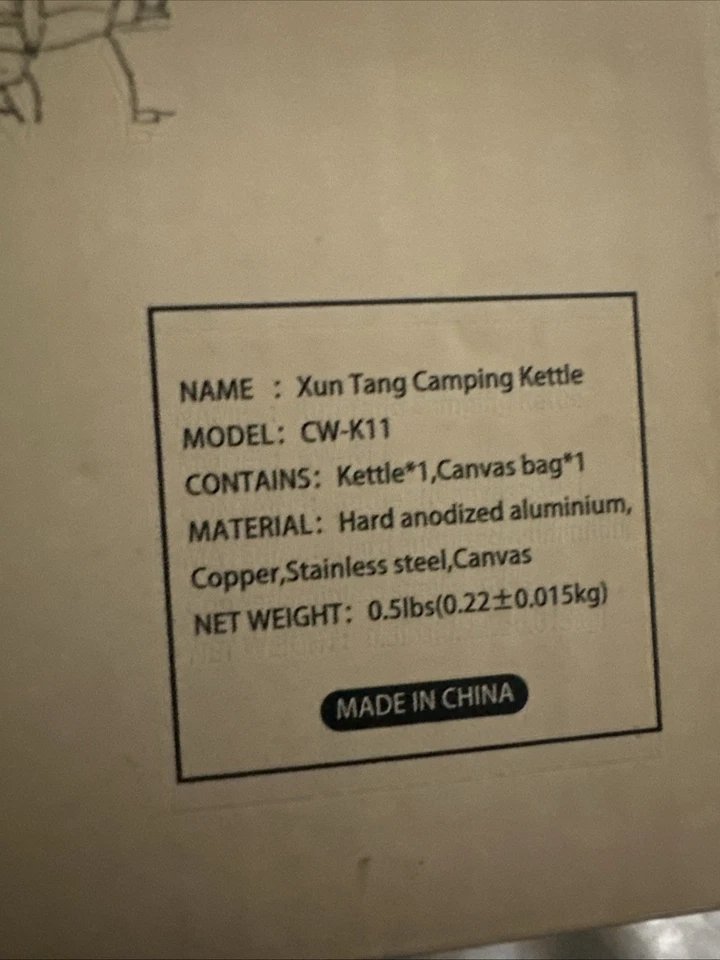 NAME : Xun Tang Camping Kettle
MODEL: CW-K11
CONTAINS: Kettle*1,Canvas bag*1
MATERIAL: Hard anodized aluminium,
Copper,Stainless steel,Canvas
NET WEIGHT: 0.5lbs(0.22±0.015kg)
MADE IN CHINA